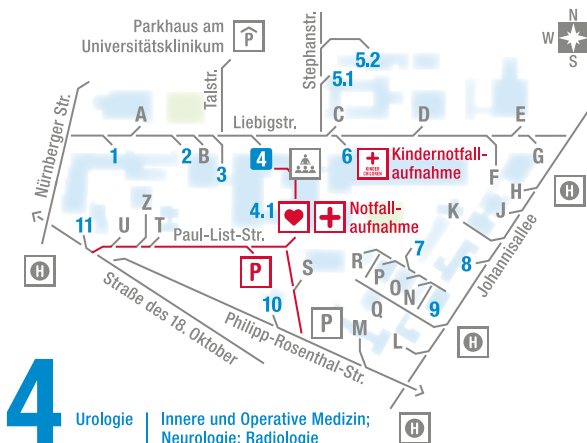 Parkhaus am
Universitätsklinikum
P
Stephanstr.
5.2
5.1
N
W
S
Talstr.
Nürnberger Str.
A
Liebigstr.
C
D
E
1
2
B
3
4
6
KINDER
CHILDREN
Kindernotfall-
aufnahme
G
F
H
H
4.1
Notfall-
aufnahme
K
J
Johannisallee
11
U
Z
T
Paul-List-Str.
7
8
H
P
S
R
P
O
N
9
Straße des 18. Oktober
10
Philipp-Rosenthal-Str.
P
Q
M
L
H
H
4
Urologie
Innere und Operative Medizin;
Neurologie; Radiologie